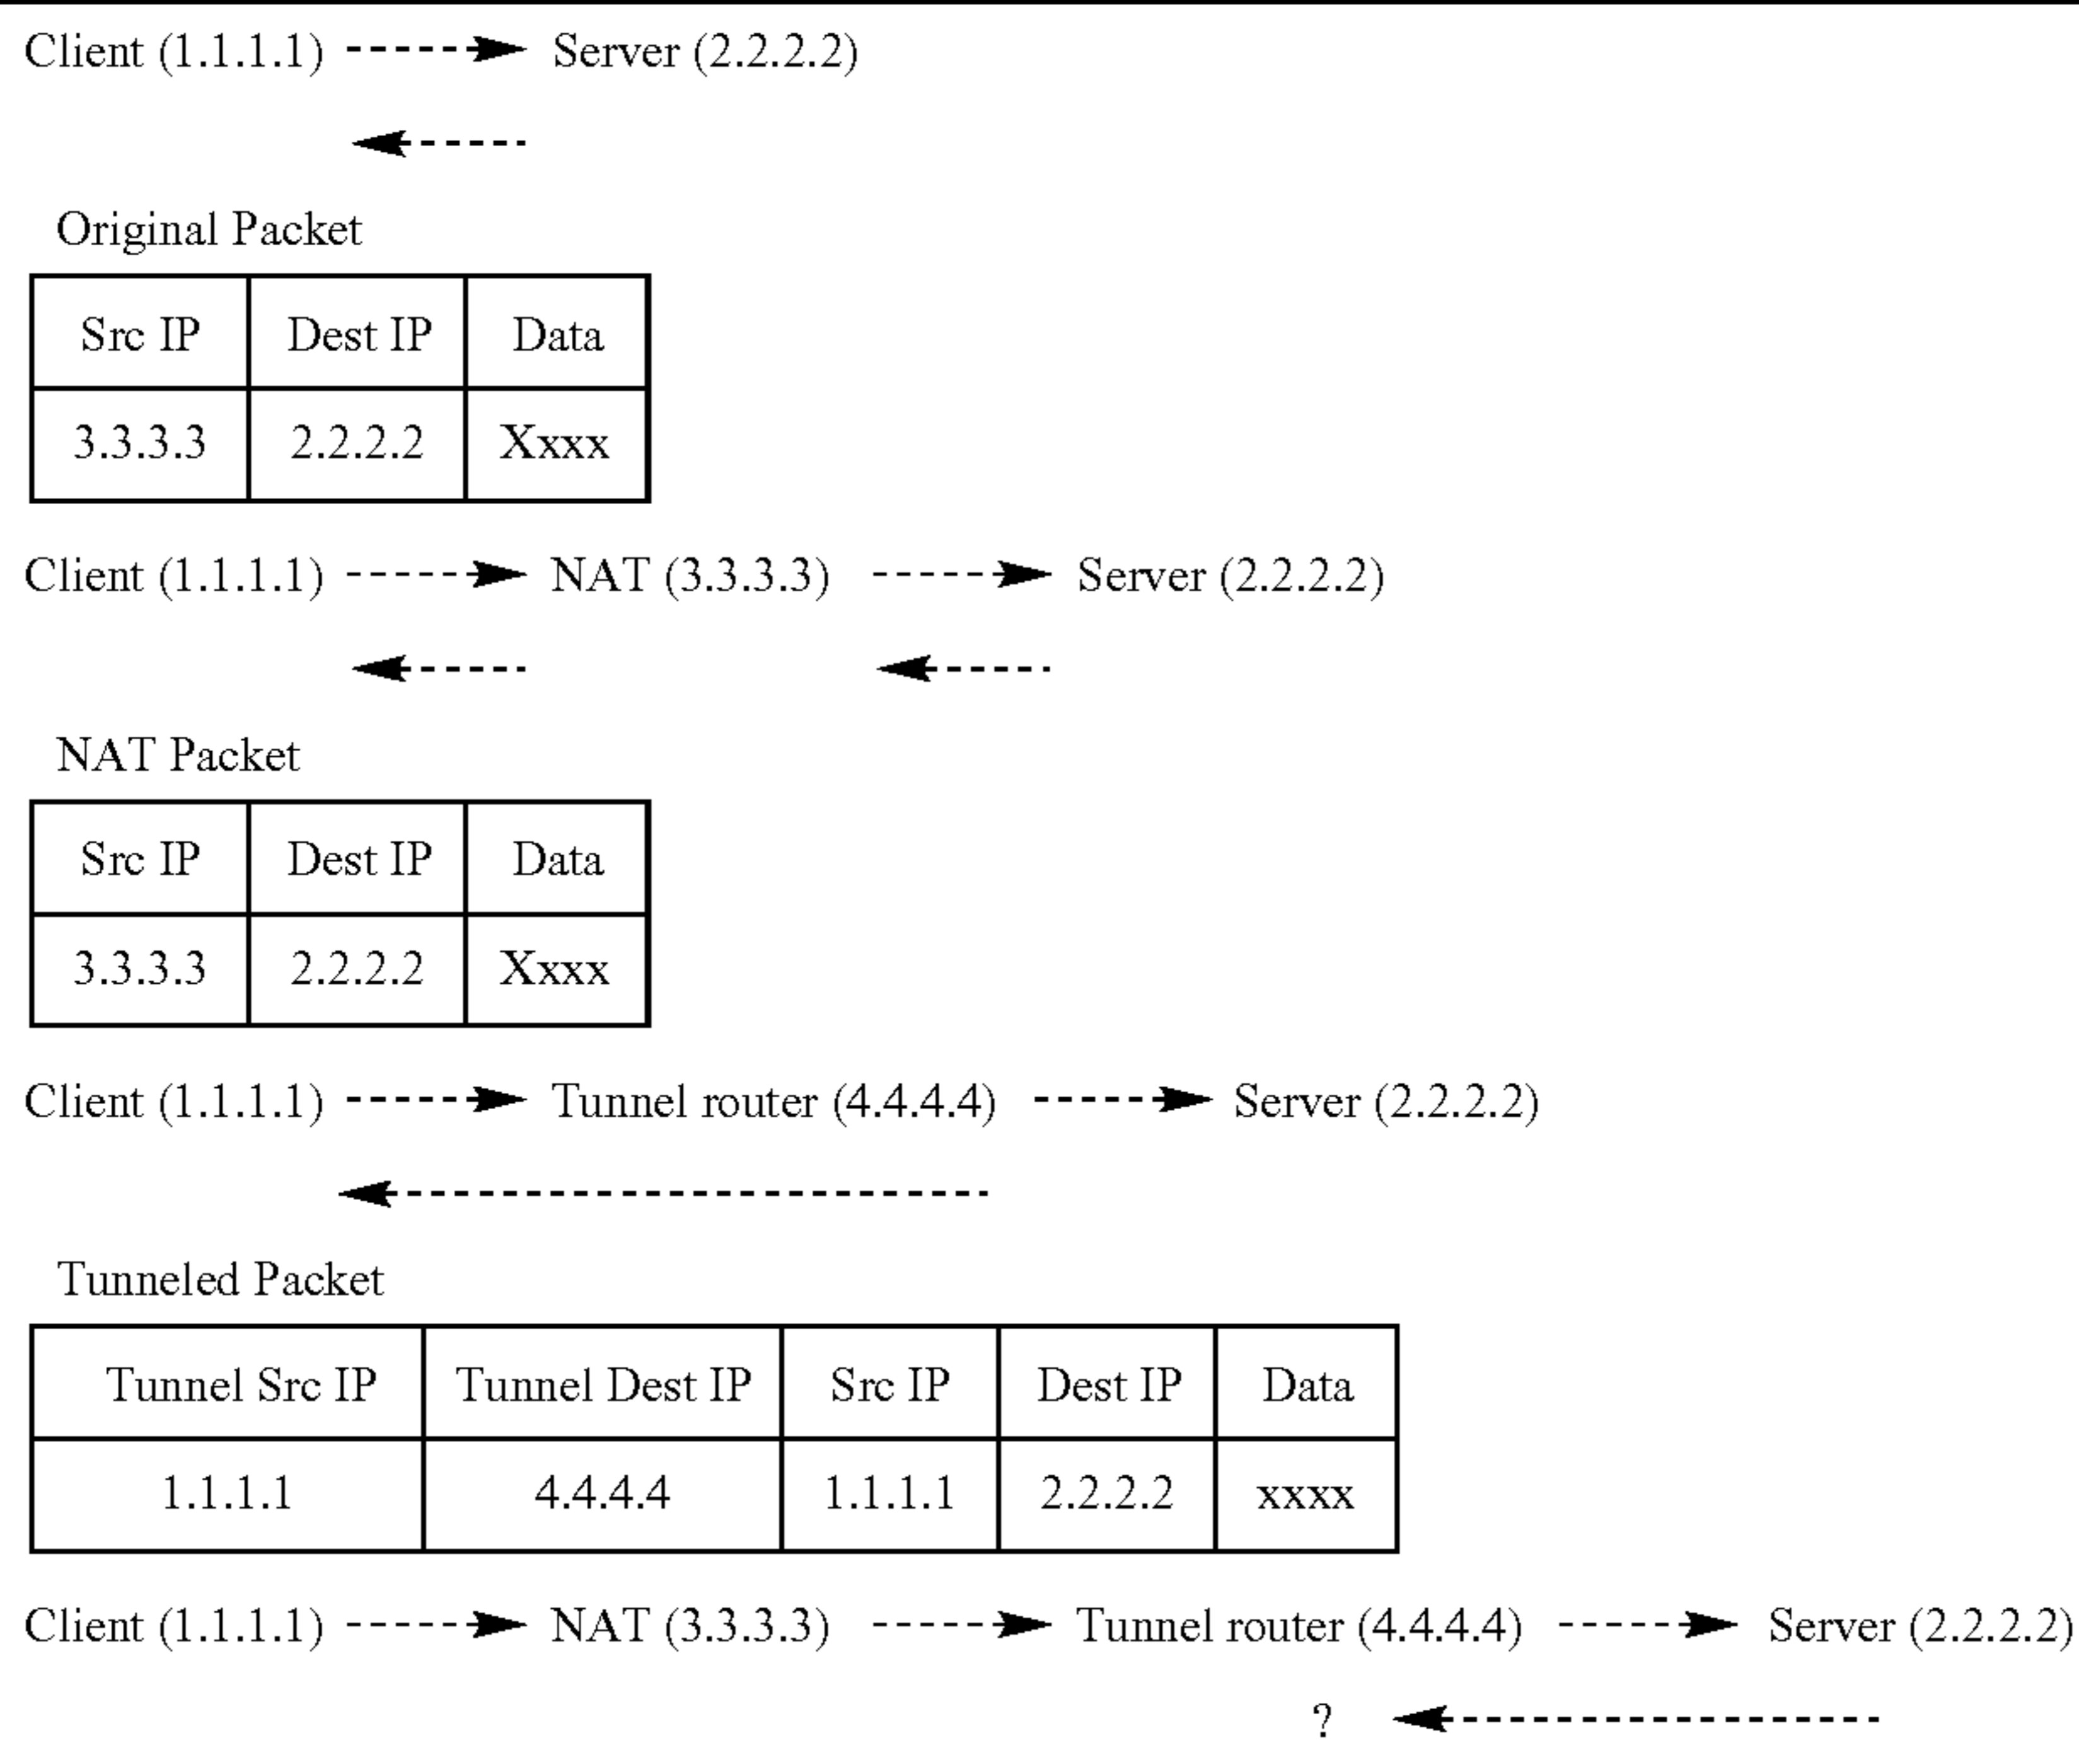 Client (1.1.1.1) Server (2.2.2.2)
Original Packet
Src IP Dest IP Data
3.3.3.3 2.2.2.2 Xxxx
Client (1.1.1.1) NAT (3.3.3.3) Server (2.2.2.2)
NAT Packet
Src IP Dest IP Data
3.3.3.3 2.2.2.2 Xxxx
Client (1.1.1.1) Tunnel router (4.4.4.4) Server (2.2.2.2)
Tunneled Packet
Tunnel Src IP Tunnel Dest IP Src IP Dest IP Data
1.1.1.1 4.4.4.4 1.1.1.1 2.2.2.2 xxxx
Client (1.1.1.1) NAT (3.3.3.3) Tunnel router (4.4.4.4) Server (2.2.2.2)
?